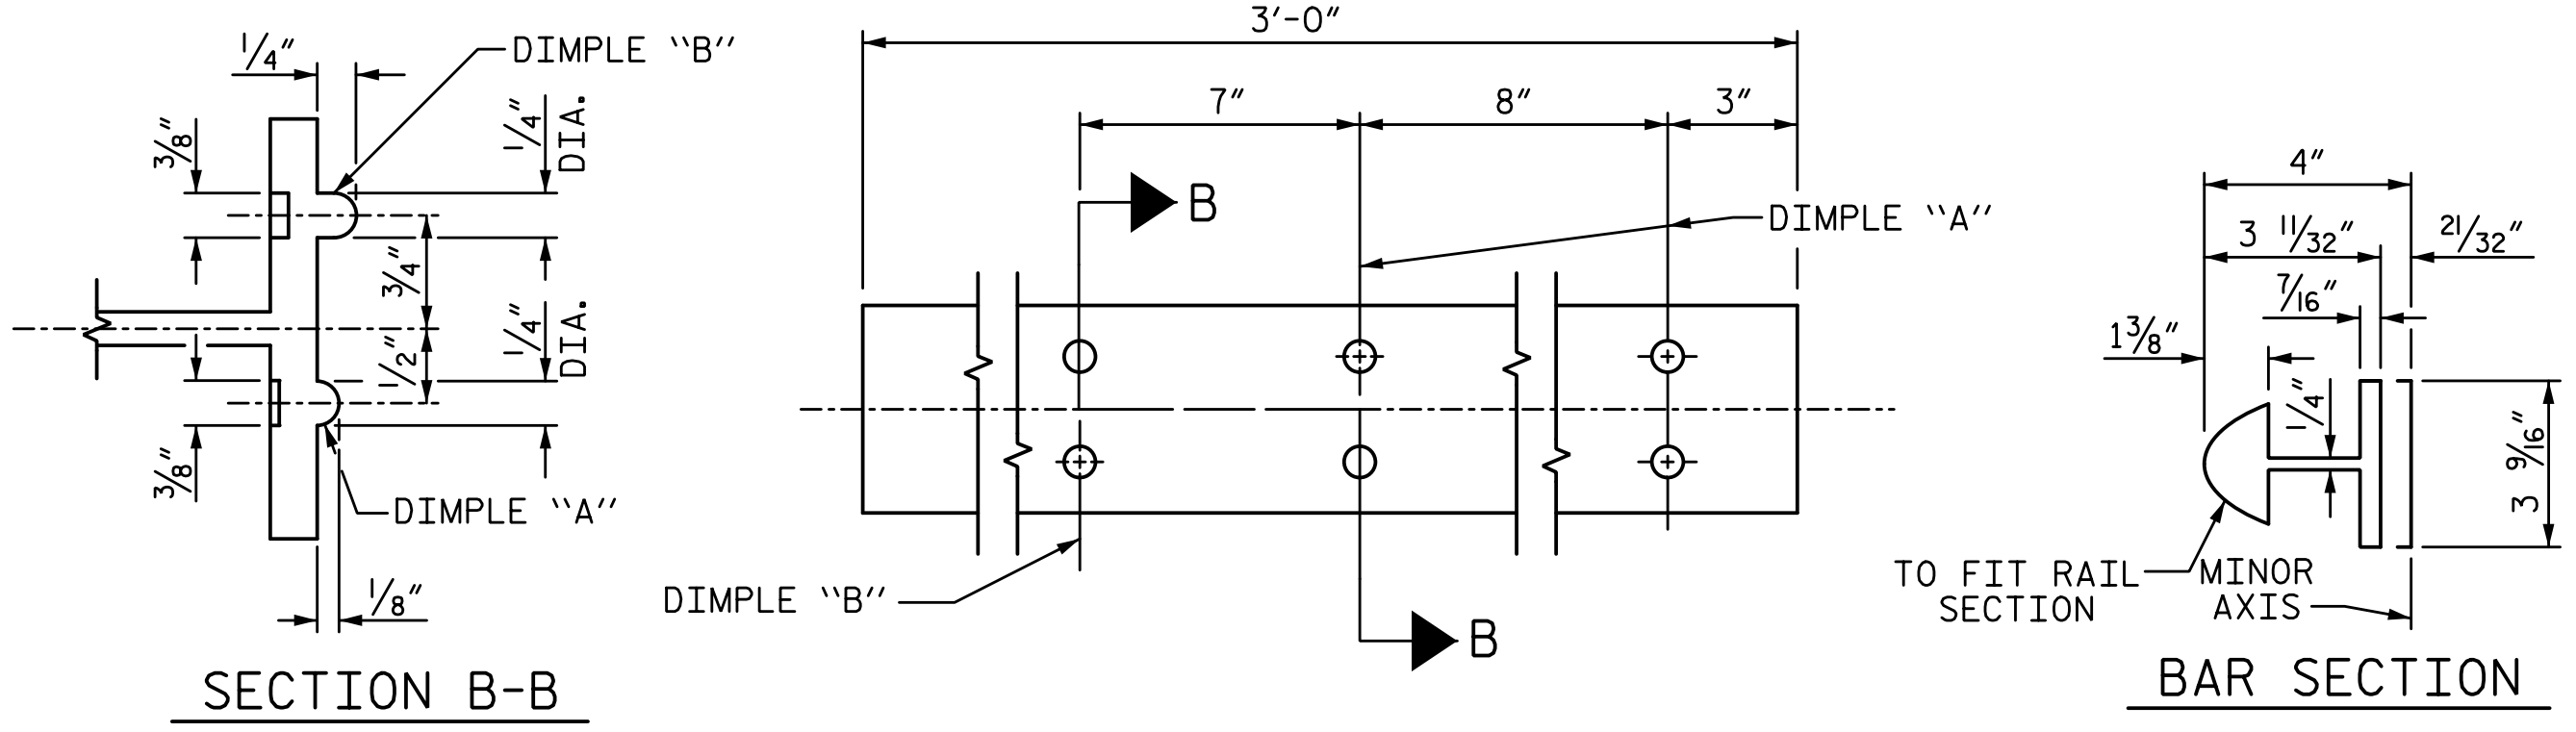 1/4"
DIMPLE "B"
3/8"
1/4" DIA.
3/4"
1/2"
1/4" DIA.
3/8"
DIMPLE "A"
1/8"
SECTION B-B
3'-0"
7"
8"
3"
B
DIMPLE "A"
DIMPLE "B"
B
4"
3 11/32"
21/32"
7/16"
1 3/8"
1/4"
3 9/16"
TO FIT RAIL
SECTION
MINOR
AXIS
BAR SECTION